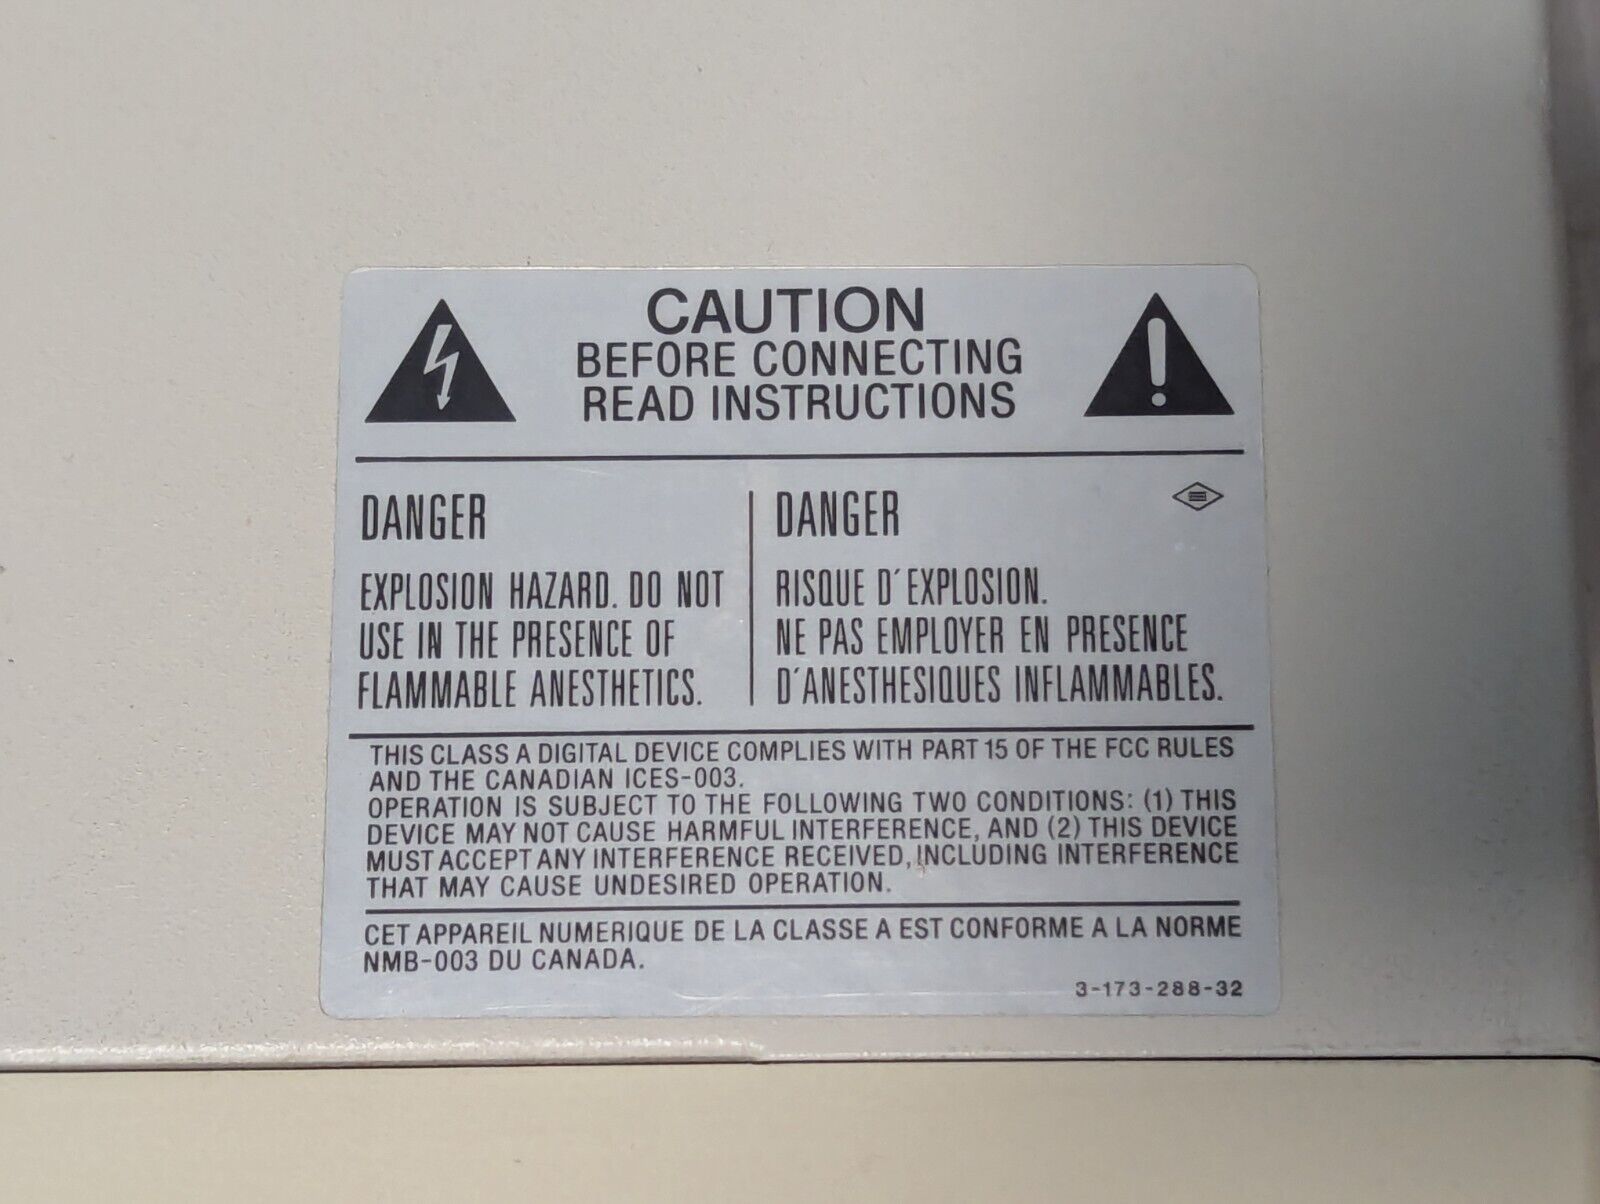 CAUTION
BEFORE CONNECTING
READ INSTRUCTIONS
DANGER
EXPLOSION HAZARD. DO NOT
USE IN THE PRESENCE OF
FLAMMABLE ANESTHETICS.
DANGER
RISQUE D´EXPLOSION.
NE PAS EMPLOYER EN PRESENCE
D´ANESTHESIQUES INFLAMMABLES.
THIS CLASS A DIGITAL DEVICE COMPLIES WITH PART 15 OF THE FCC RULES
AND THE CANADIAN ICES-003.
OPERATION IS SUBJECT TO THE FOLLOWING TWO CONDITIONS: (1) THIS
DEVICE MAY NOT CAUSE HARMFUL INTERFERENCE, AND (2) THIS DEVICE
MUST ACCEPT ANY INTERFERENCE RECEIVED, INCLUDING INTERFERENCE
THAT MAY CAUSE UNDESIRED OPERATION.
CET APPAREIL NUMERIQUE DE LA CLASSE A EST CONFORME A LA NORME
NMB-003 DU CANADA.
3-173-288-32